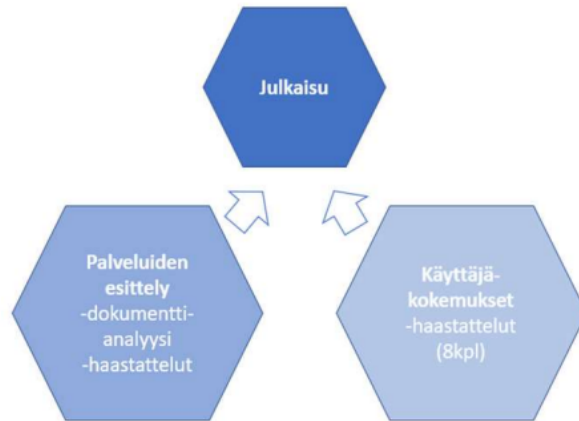 Julkaisu
Palveluiden
esittely
-dokumentti-
analyysi
-haastattelut
Käyttäjä-
kokemukset
-haastattelut
(8kpl)